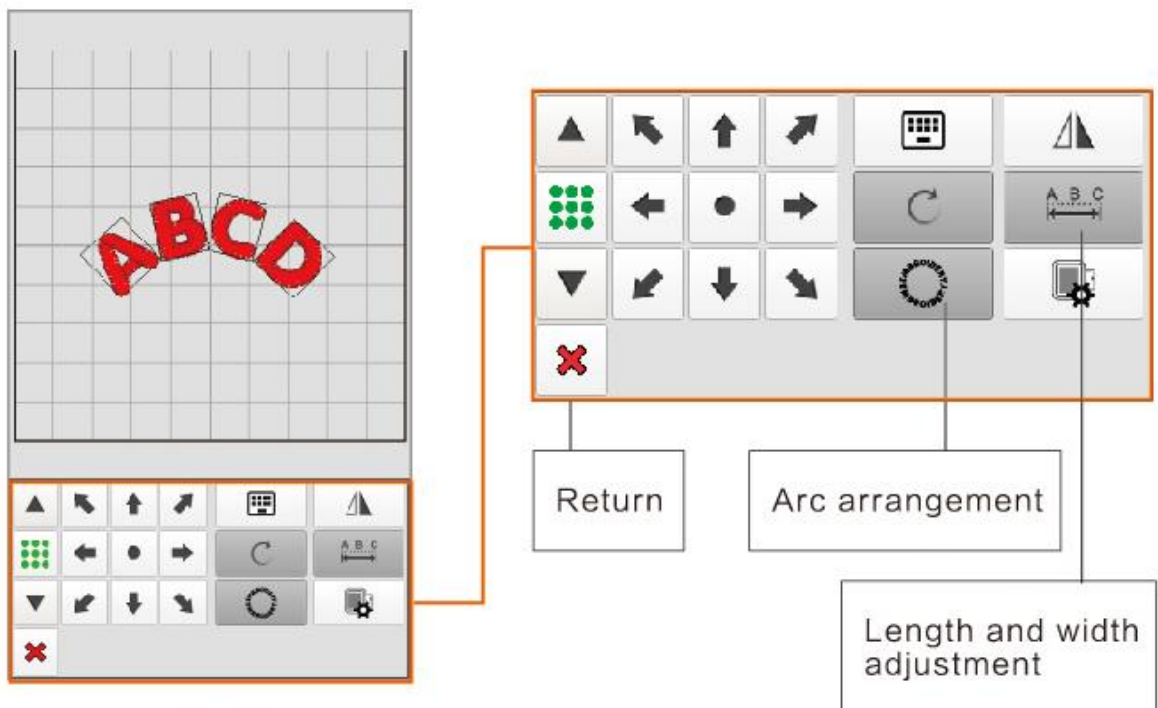 ABCD
A B C
A B C
Return
Arc arrangement
Length and width
adjustment